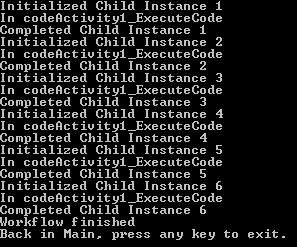 Initialized Child Instance 1
In codeActivity1_ExecuteCode
Completed Child Instance 1
Initialized Child Instance 2
In codeActivity1_ExecuteCode
Completed Child Instance 2
Initialized Child Instance 3
In codeActivity1_ExecuteCode
Completed Child Instance 3
Initialized Child Instance 4
In codeActivity1_ExecuteCode
Completed Child Instance 4
Initialized Child Instance 5
In codeActivity1_ExecuteCode
Completed Child Instance 5
Initialized Child Instance 6
In codeActivity1_ExecuteCode
Completed Child Instance 6
Workflow finished
Back in Main, press any key to exit.